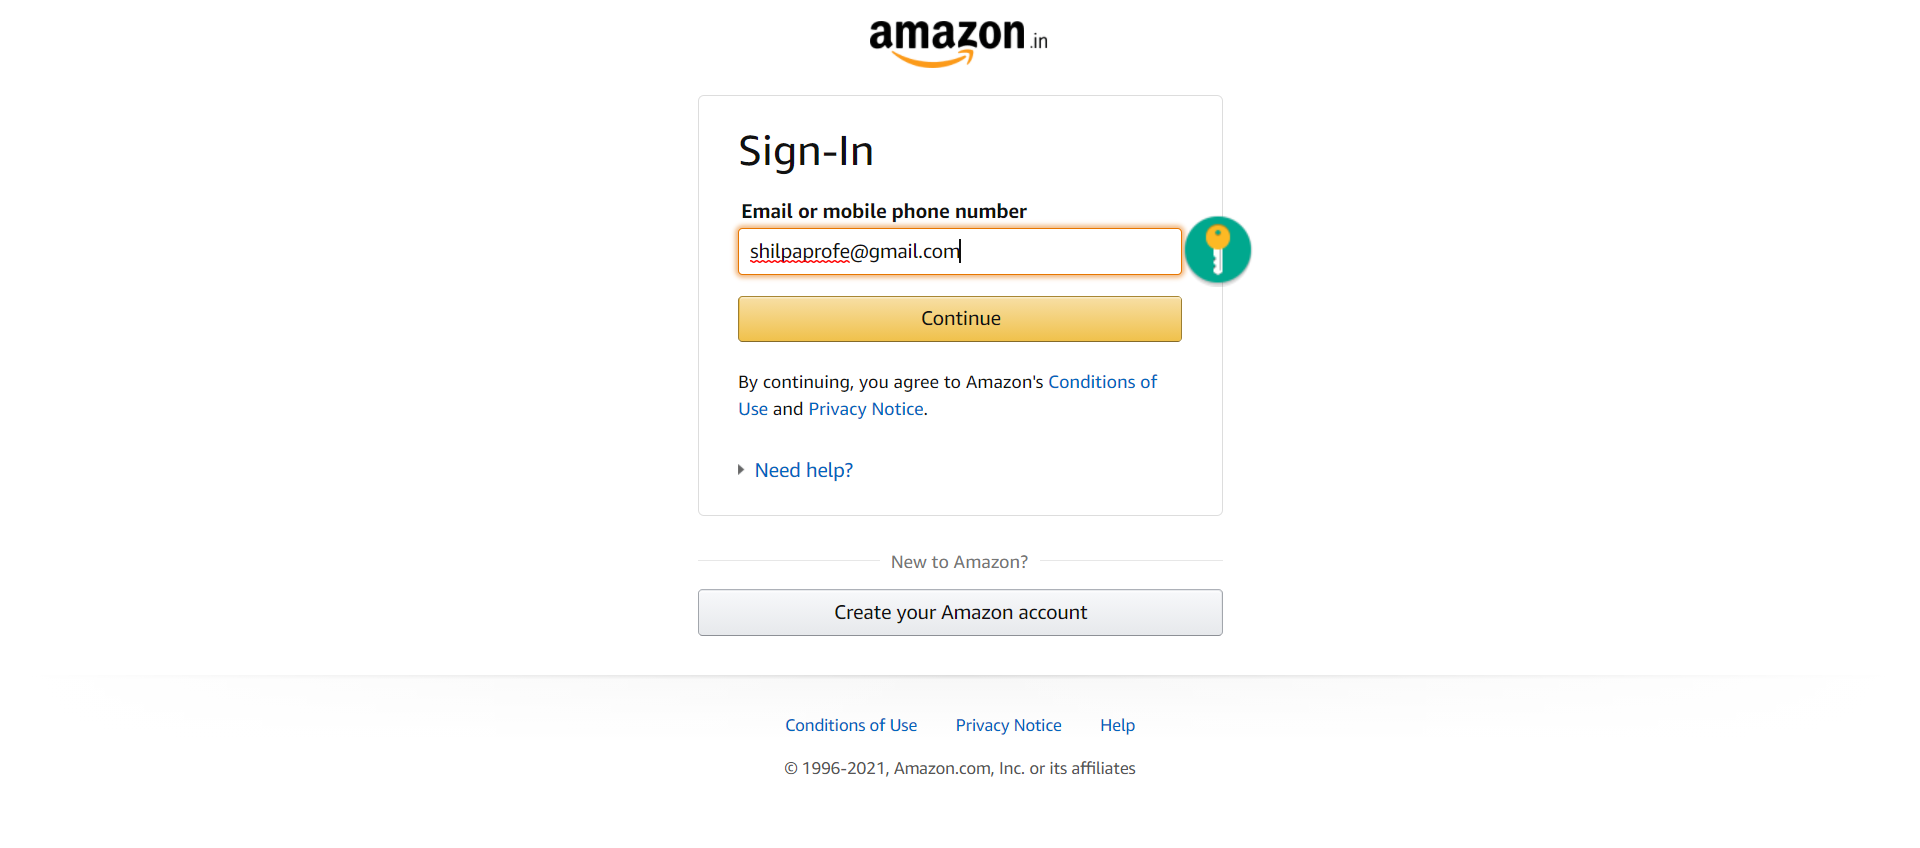 amazon.in
Sign-In
Email or mobile phone number
shilpaprofe@gmail.com
Continue
By continuing, you agree to Amazon's Conditions of
Use and Privacy Notice.
Need help?
New to Amazon?
Create your Amazon account
Conditions of Use Privacy Notice Help
© 1996-2021, Amazon.com, Inc. or its affiliates